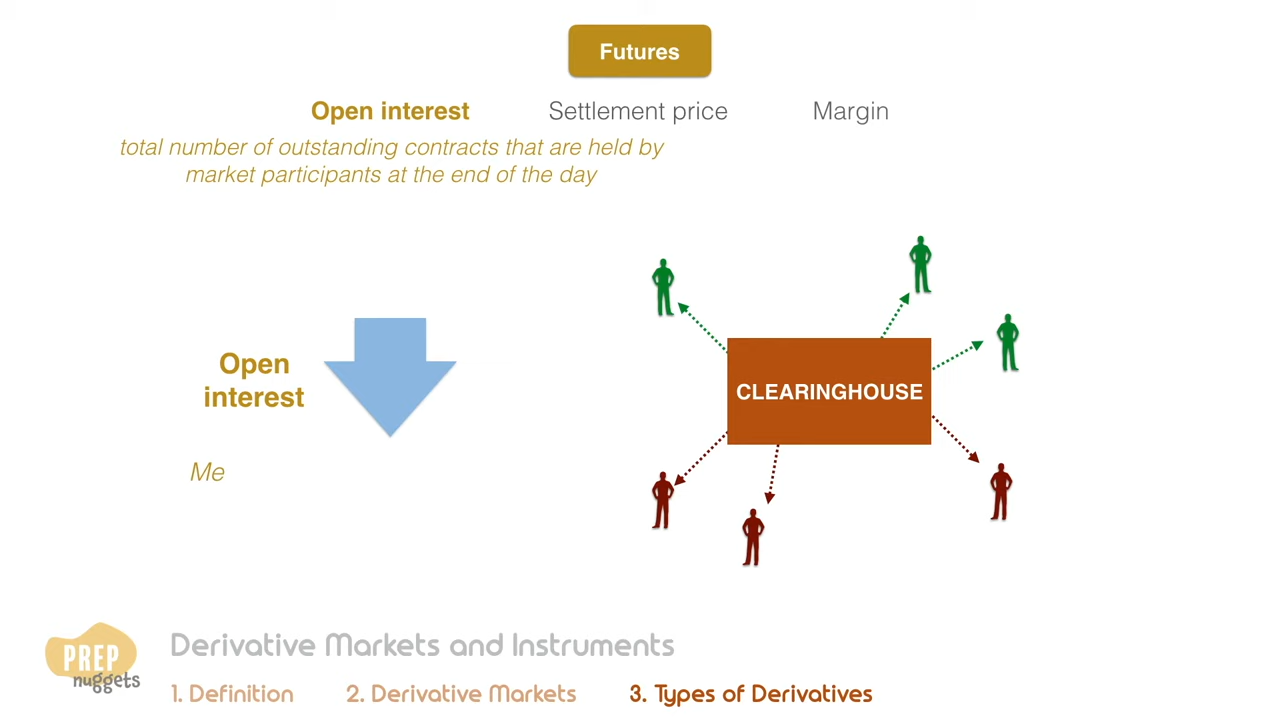 Futures
Open interest
Settlement price
Margin
total number of outstanding contracts that are held by
market participants at the end of the day
Open
interest
CLEARINGHOUSE
Me
PREP
nuggets
Derivative Markets and Instruments
1. Definition
2. Derivative Markets
3. Types of Derivatives